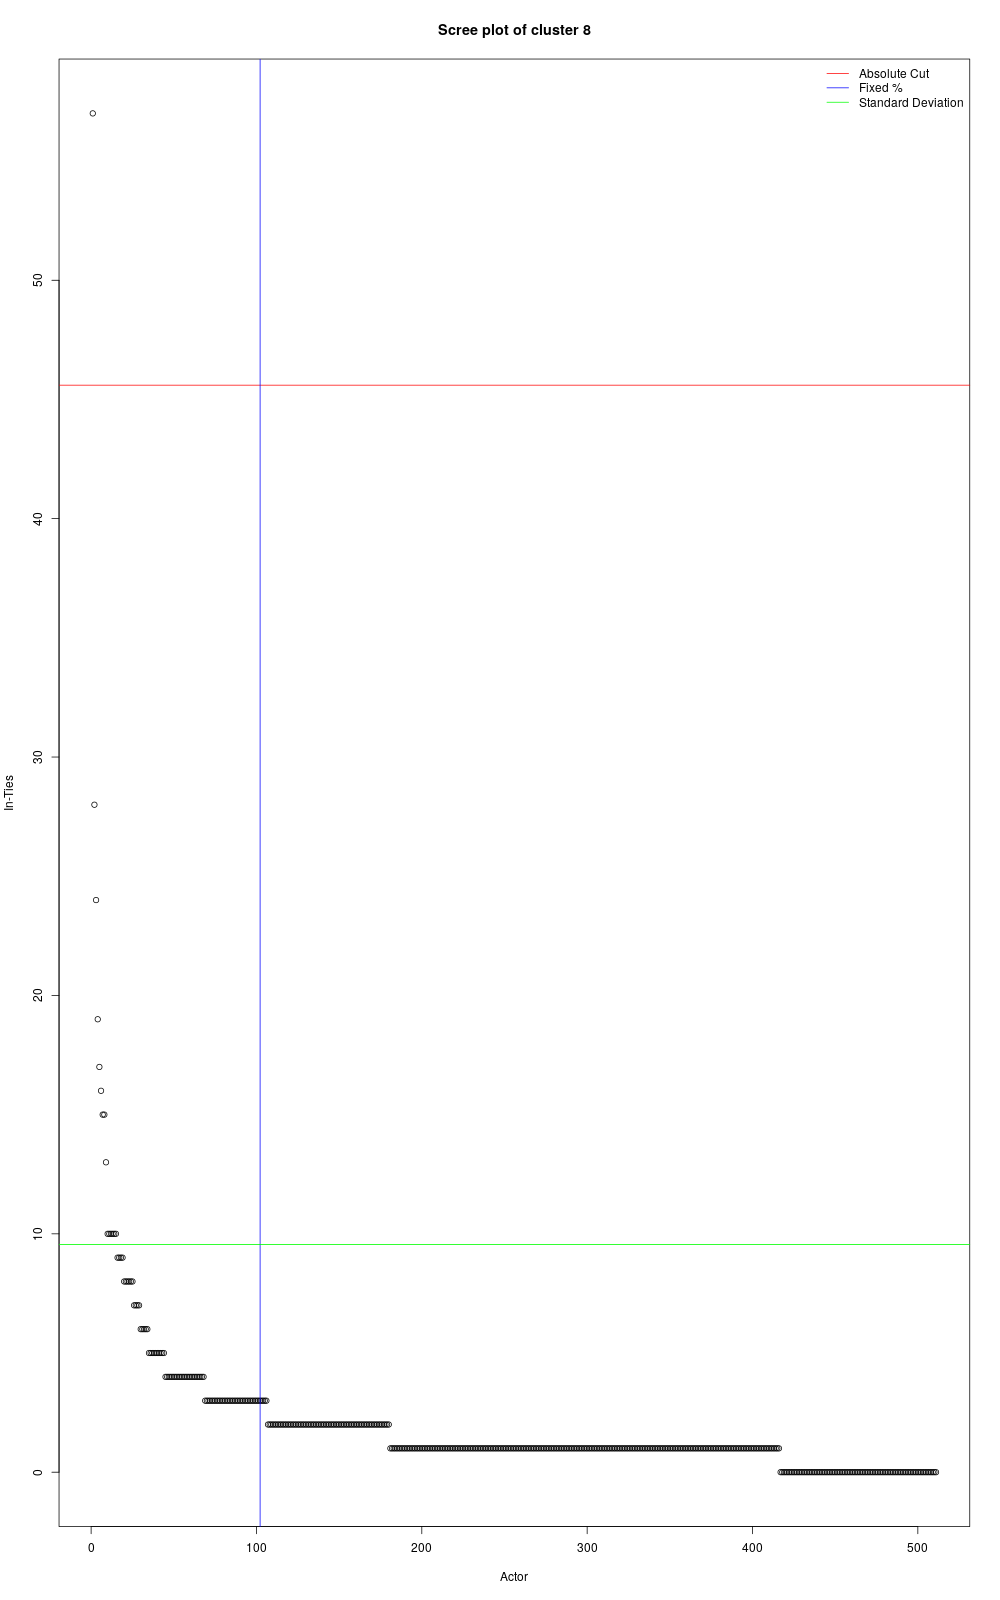 Scree plot of cluster 8
Absolute Cut
Fixed %
Standard Deviation
50
40
30
20
10
0
In-Ties
0 100 200 300 400 500
Actor